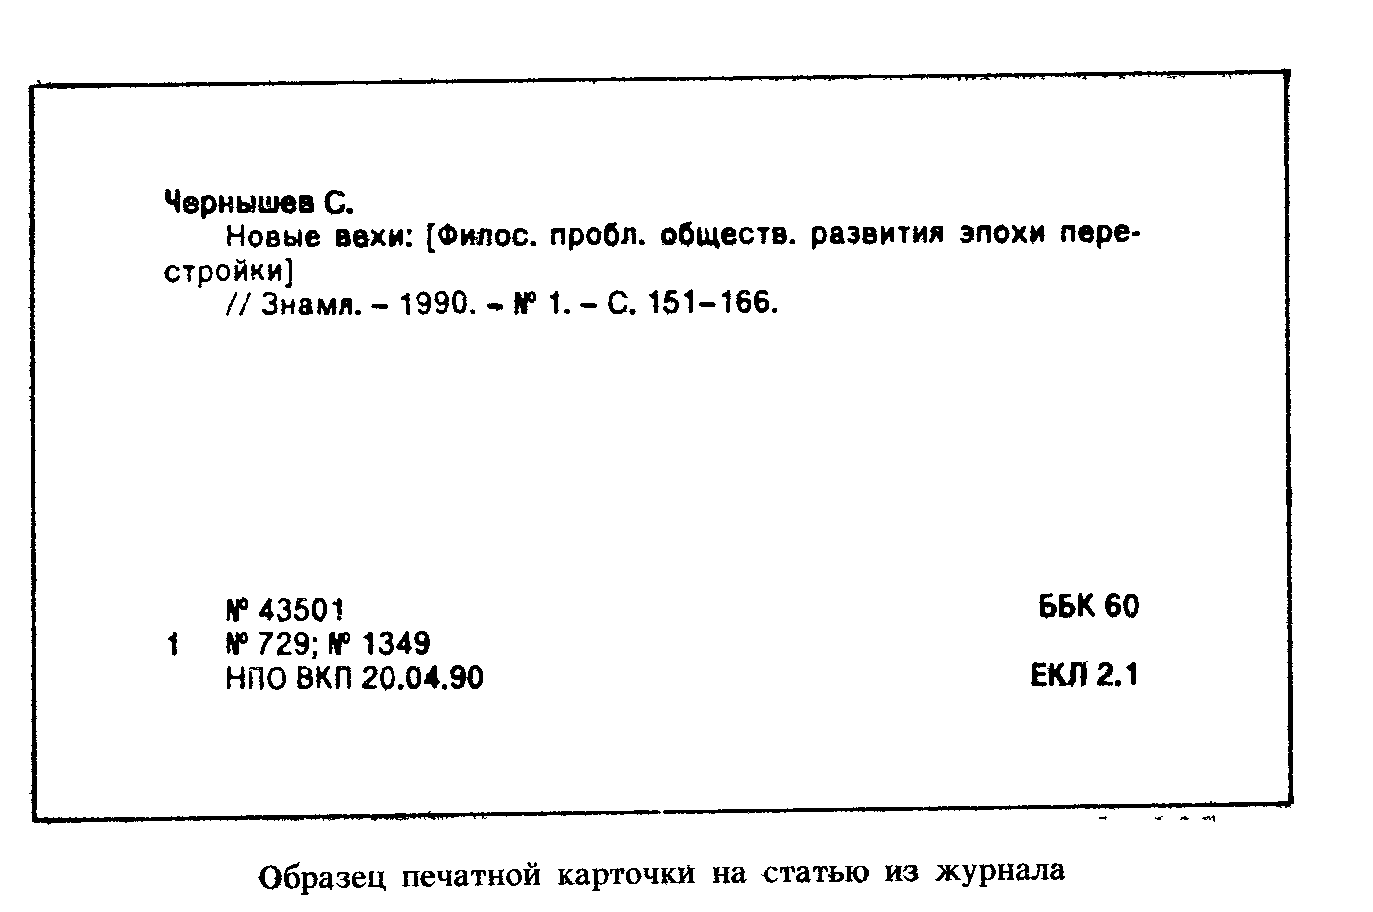 Чернышев С.
Новые вехи: [Филос. пробл. обществ. развития эпохи пере-
стройки]
// Знамя. – 1990. – № 1. – С. 151–166.
№ 43501 ББК 60
1 № 729; № 1349
НПО ВКП 20.04.90 ЕКЛ 2.1
Образец печатной карточки на статью из журнала